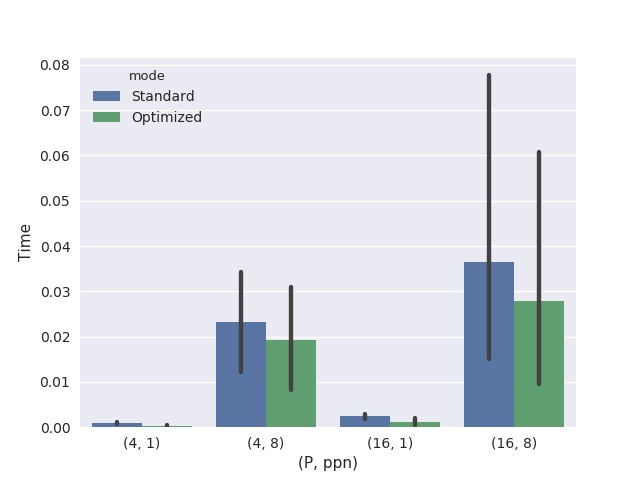 0.08
0.07
0.06
0.05
0.04
0.03
0.02
0.01
0.00
Time
mode
Standard
Optimized
(4, 1)
(4, 8)
(16, 1)
(16, 8)
(P, ppn)